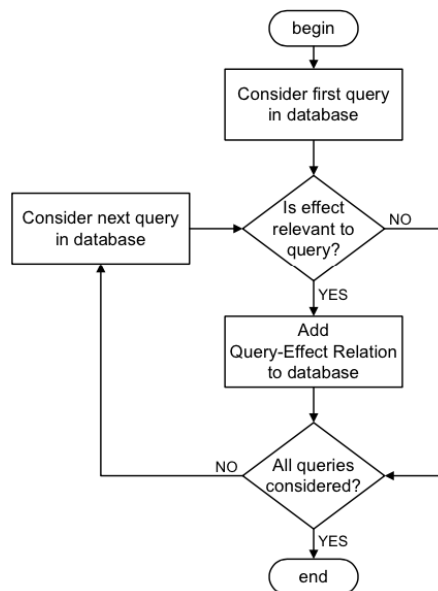 begin
Consider first query
in database
Consider next query
in database
Is effect
relevant to
query?
NO
YES
Add
Query-Effect Relation
to database
NO
All queries
considered?
YES
end